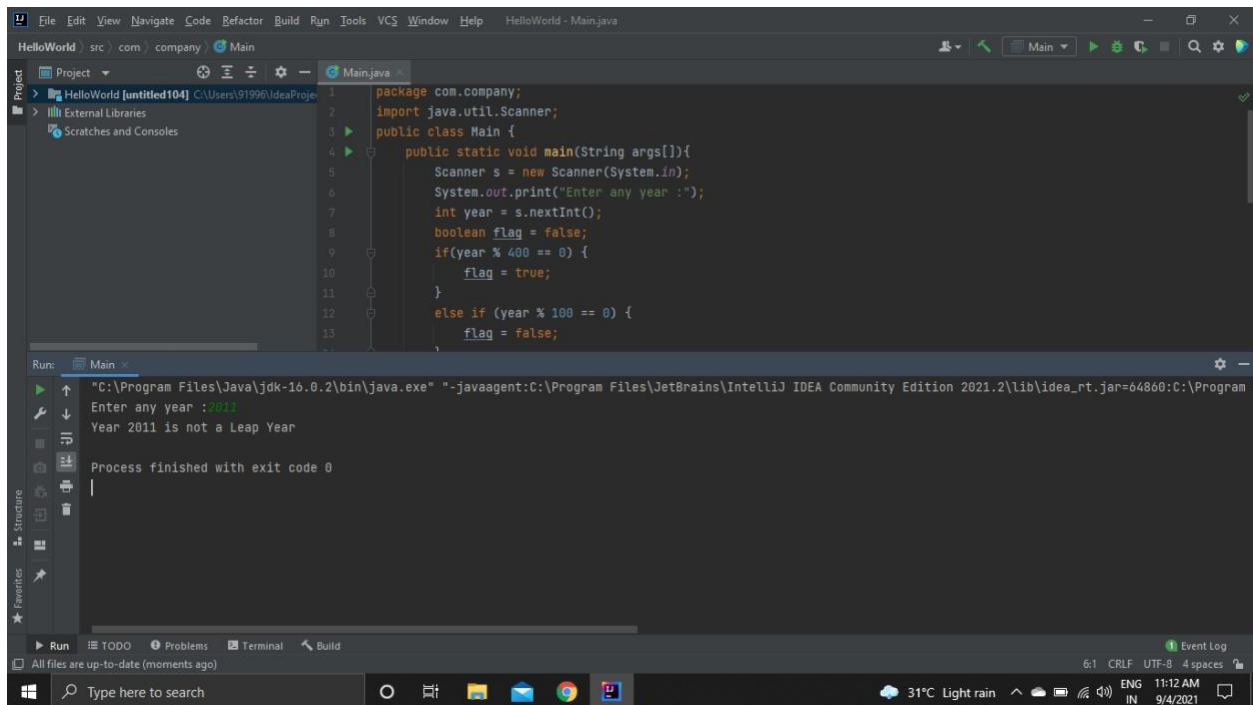 File Edit View Navigate Code Refactor Build Run Tools VCS Window Help HelloWorld - Main.java
HelloWorld src com company Main
Main
Project
Project
Main.java
HelloWorld [untitled104] C:\Users\91996\IdeaProje
External Libraries
Scratches and Consoles
1 package com.company;
2 import java.util.Scanner;
3 public class Main {
4 public static void main(String args[]){
5 Scanner s = new Scanner(System.in);
6 System.out.print("Enter any year :");
7 int year = s.nextInt();
8 boolean flag = false;
9 if(year % 400 == 0) {
10 flag = true;
11 }
12 else if (year % 100 == 0) {
13 flag = false;
Run: Main
"C:\Program Files\Java\jdk-16.0.2\bin\java.exe" "-javaagent:C:\Program Files\JetBrains\IntelliJ IDEA Community Edition 2021.2\lib\idea_rt.jar=64860:C:\Program
Enter any year :2011
Year 2011 is not a Leap Year
Process finished with exit code 0
Structure
Favorites
Run TODO Problems Terminal Build
1 Event Log
All files are up-to-date (moments ago)
6:1 CRLF UTF-8 4 spaces
Type here to search
31°C Light rain
ENG
IN
11:12 AM
9/4/2021